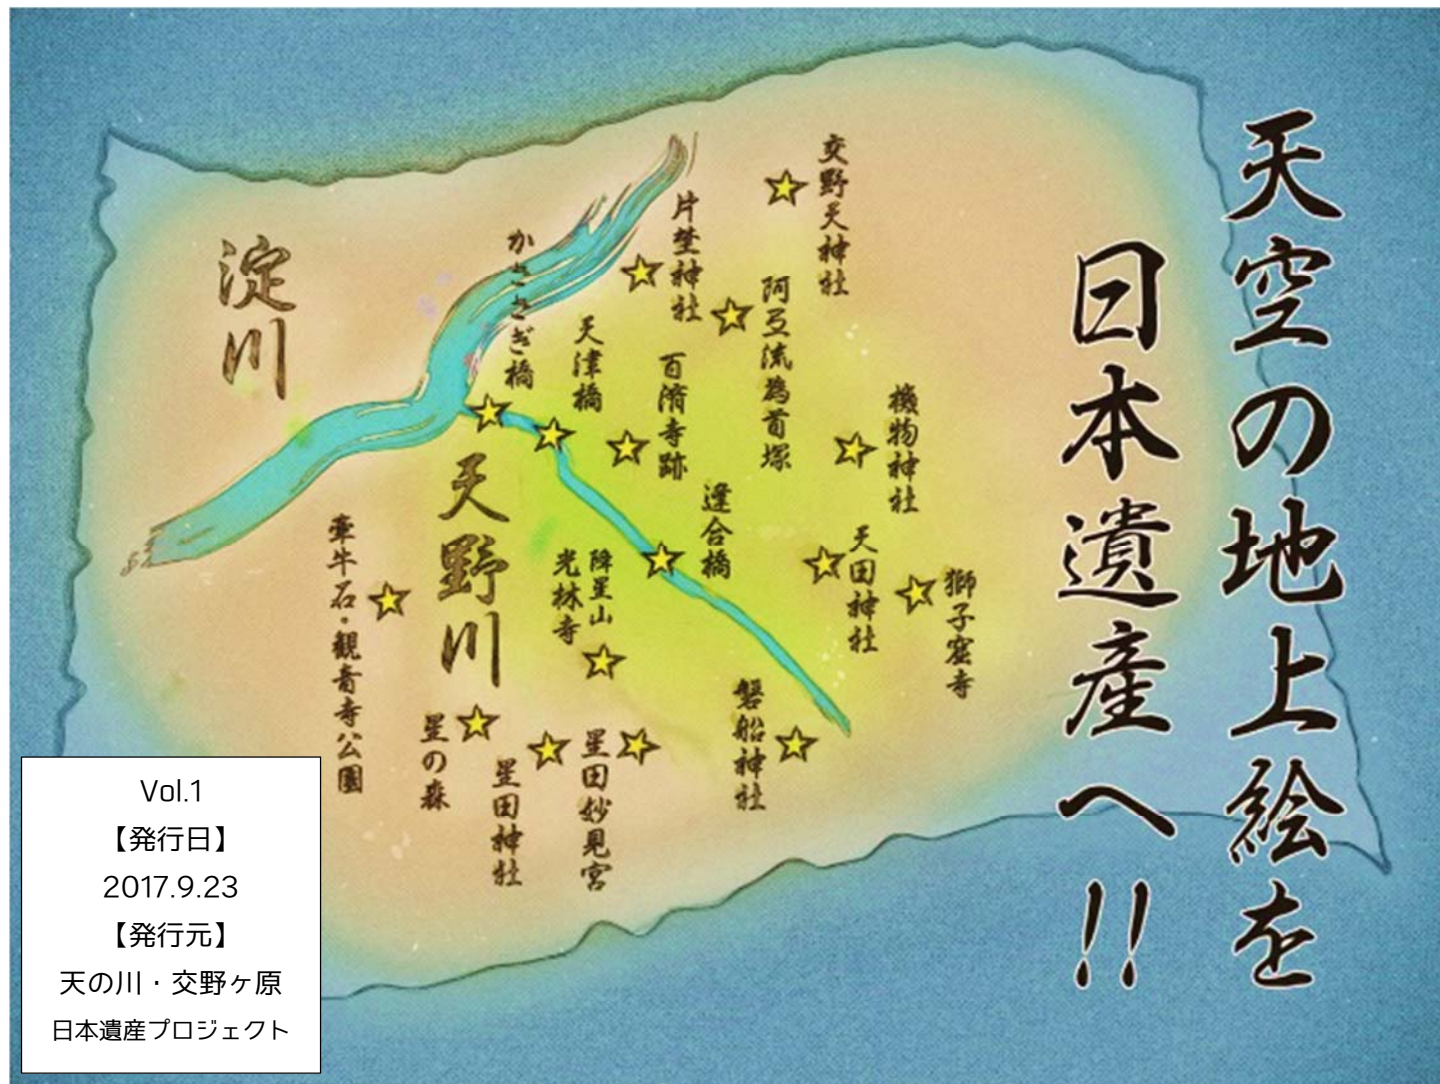 天空の地上絵を
日本遺産へ!!
交野天神社
片埜神社
阿弖流為首塚
かささぎ橋
天津橋
百済寺跡
機物神社
淀川
天野川
逢合橋
天田神社
獅子窟寺
降星山
光林寺
牽牛石・観音寺公園
星の森
星田神社
星田妙見宮
磐船神社
Vol.1
【発行日】
2017.9.23
【発行元】
天の川・交野ヶ原
日本遺産プロジェクト